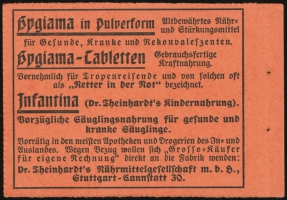 Hygiama in Pulverform Altbewährtes Nähr- und Stärkungsmittel
für Gesunde, Kranke und Rekonvaleszenten.
Hygiama-Tabletten Gebrauchsfertige Kraftnahrung.
Vornehmlich für Tropenreisende und von solchen oft
als „Retter in der Not“ bezeichnet.
Infantina (Dr. Theinhardt's Kindernahrung).
Vorzügliche Säuglingsnahrung für gesunde und
kranke Säuglinge.
Vorrätig in den meisten Apotheken und Drogerien des In- und
Auslandes. Wegen Bezug wollen sich „Grosso-Käufer
für eigene Rechnung“ direkt an die Fabrik wenden:
Dr. Theinhardt's Nährmittelgesellschaft m. b. H.,
Stuttgart-Cannstatt 30.